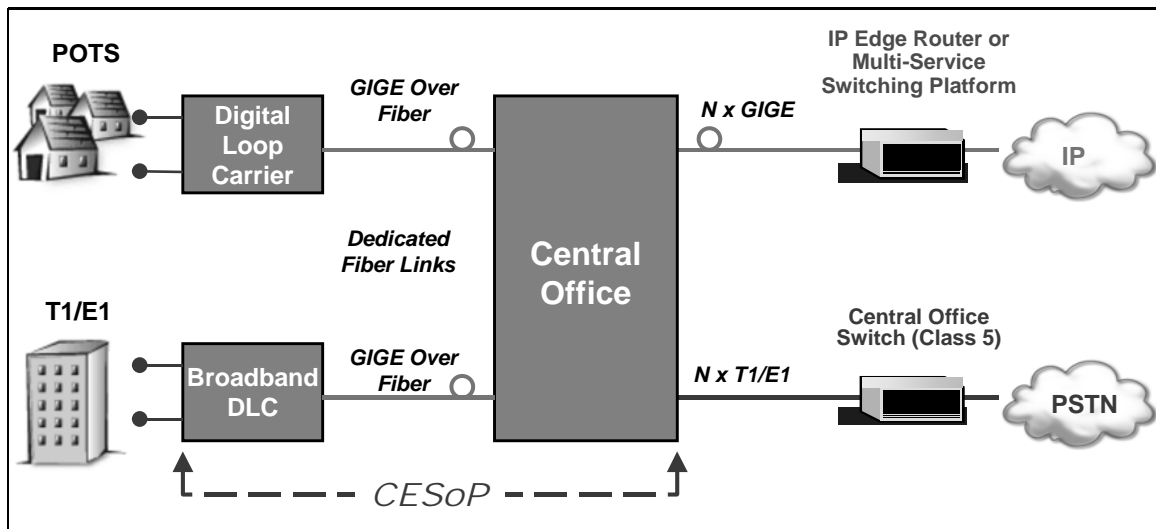 POTS
Digital
Loop
Carrier
GIGE Over
Fiber
Central
Office
N x GIGE
IP Edge Router or
Multi-Service
Switching Platform
IP
Dedicated
Fiber Links
T1/E1
Broadband
DLC
GIGE Over
Fiber
N x T1/E1
Central Office
Switch (Class 5)
PSTN
CESoP